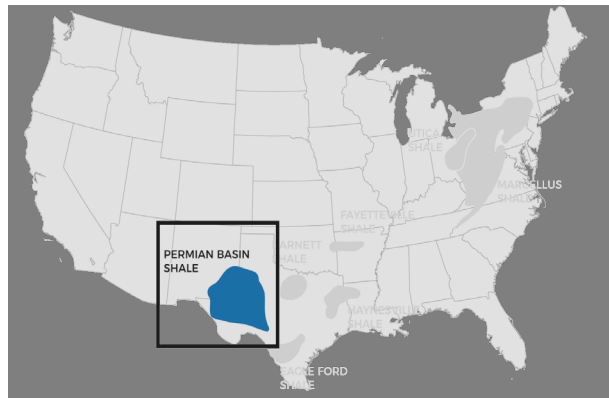 UTICA
SHALE
MARCELLUS
SHALE
FAYETTEVILLE
SHALE
PERMIAN BASIN
SHALE
BARNETT
SHALE
HAYNESVILLE
SHALE
EAGLE FORD
SHALE